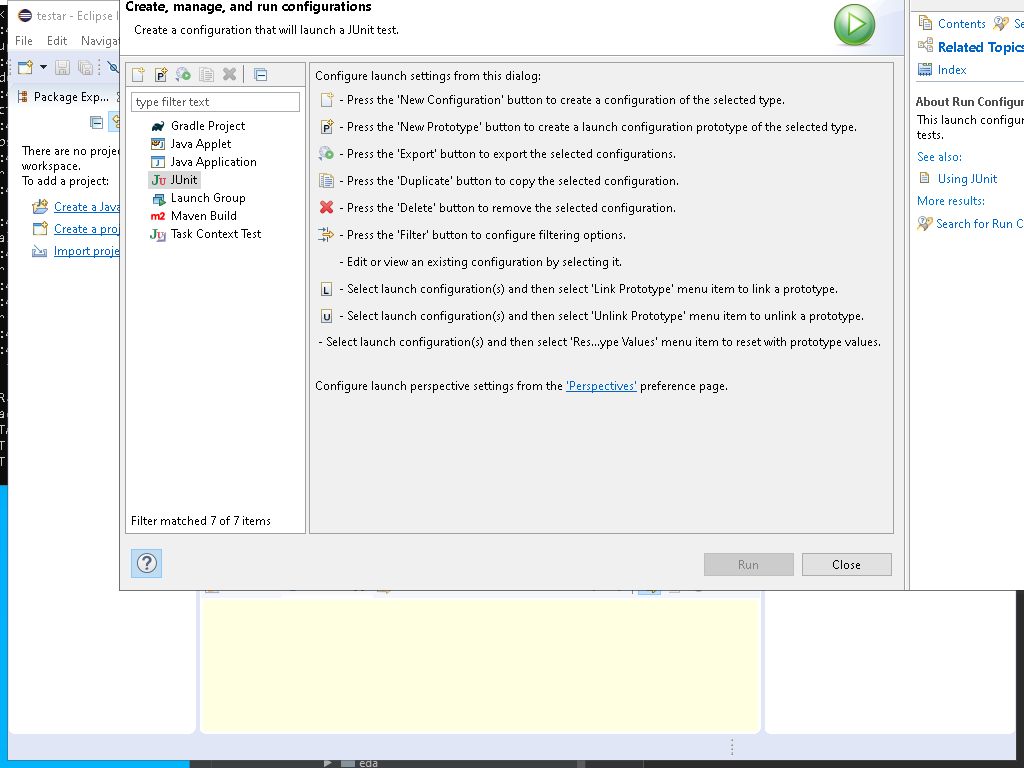 testar - Eclipse I
File Edit Navigat
Package Exp...
There are no proje
workspace.
To add a project:
Create a Java
Create a proj
Import proje
Create, manage, and run configurations
Create a configuration that will launch a JUnit test.
type filter text
Gradle Project
Java Applet
Java Application
JUnit
Launch Group
m2 Maven Build
Task Context Test
Filter matched 7 of 7 items
Configure launch settings from this dialog:
- Press the 'New Configuration' button to create a configuration of the selected type.
- Press the 'New Prototype' button to create a launch configuration prototype of the selected type.
- Press the 'Export' button to export the selected configurations.
- Press the 'Duplicate' button to copy the selected configuration.
- Press the 'Delete' button to remove the selected configuration.
- Press the 'Filter' button to configure filtering options.
- Edit or view an existing configuration by selecting it.
L - Select launch configuration(s) and then select 'Link Prototype' menu item to link a prototype.
U - Select launch configuration(s) and then select 'Unlink Prototype' menu item to unlink a prototype.
- Select launch configuration(s) and then select 'Res...ype Values' menu item to reset with prototype values.
Configure launch perspective settings from the 'Perspectives' preference page.
Run
Close
Contents Se
Related Topics
Index
About Run Configur
This launch configur
tests.
See also:
Using JUnit
More results:
Search for Run C
eda